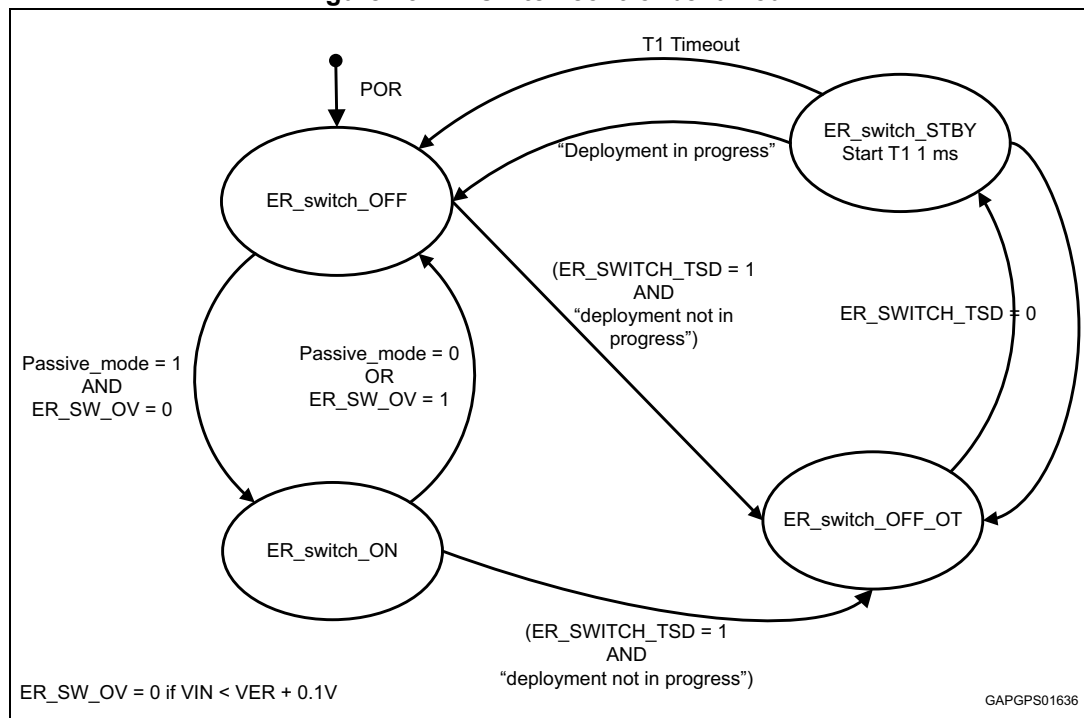 T1 Timeout
POR
ER_switch_STBY
Start T1 1 ms
“Deployment in progress”
ER_switch_OFF
(ER_SWITCH_TSD = 1
AND
“deployment not in
progress”)
ER_SWITCH_TSD = 0
Passive_mode = 1
AND
ER_SW_OV = 0
Passive_mode = 0
OR
ER_SW_OV = 1
ER_switch_OFF_OT
ER_switch_ON
(ER_SWITCH_TSD = 1
AND
“deployment not in progress”)
ER_SW_OV = 0 if VIN < VER + 0.1V
GAPGPS01636